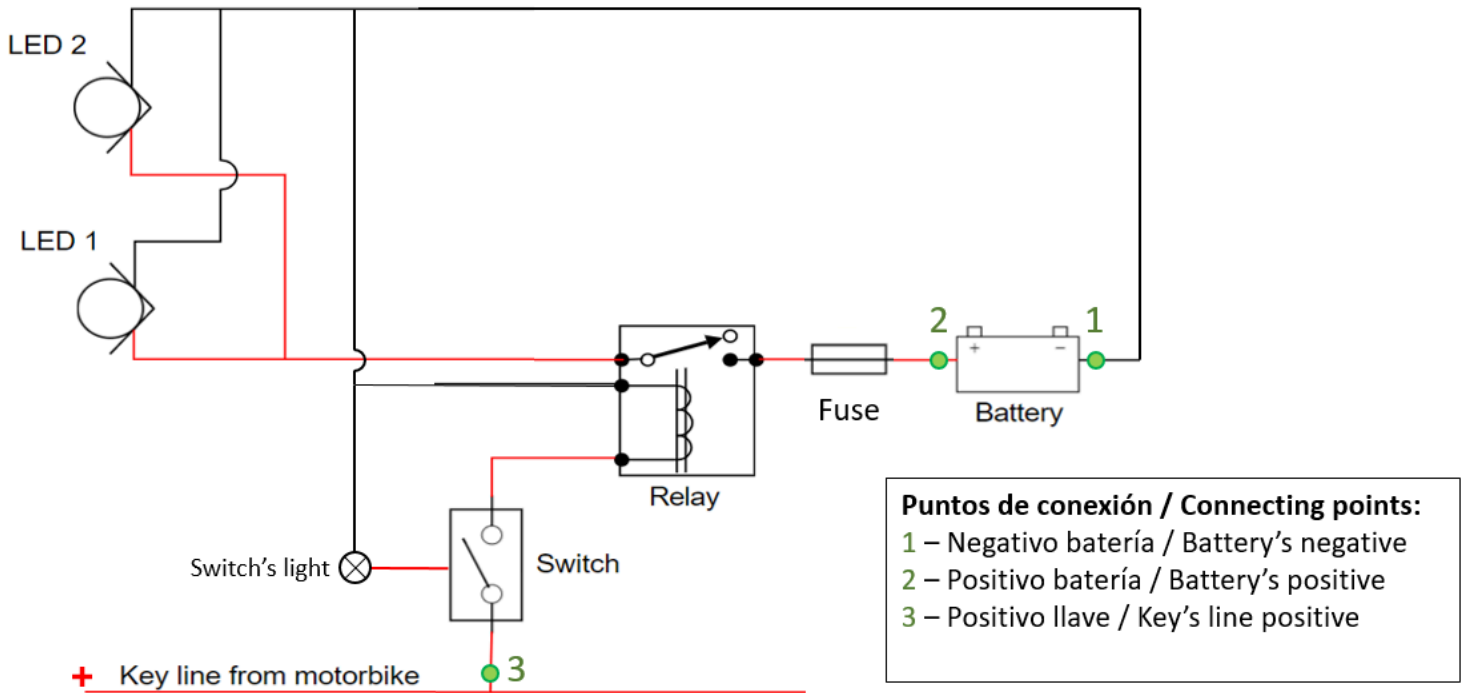 LED 2
LED 1
2
1
+ −
Fuse
Battery
Relay
Switch's light
Switch
+ Key line from motorbike
3
Puntos de conexión / Connecting points:
1 – Negativo batería / Battery's negative
2 – Positivo batería / Battery's positive
3 – Positivo llave / Key's line positive